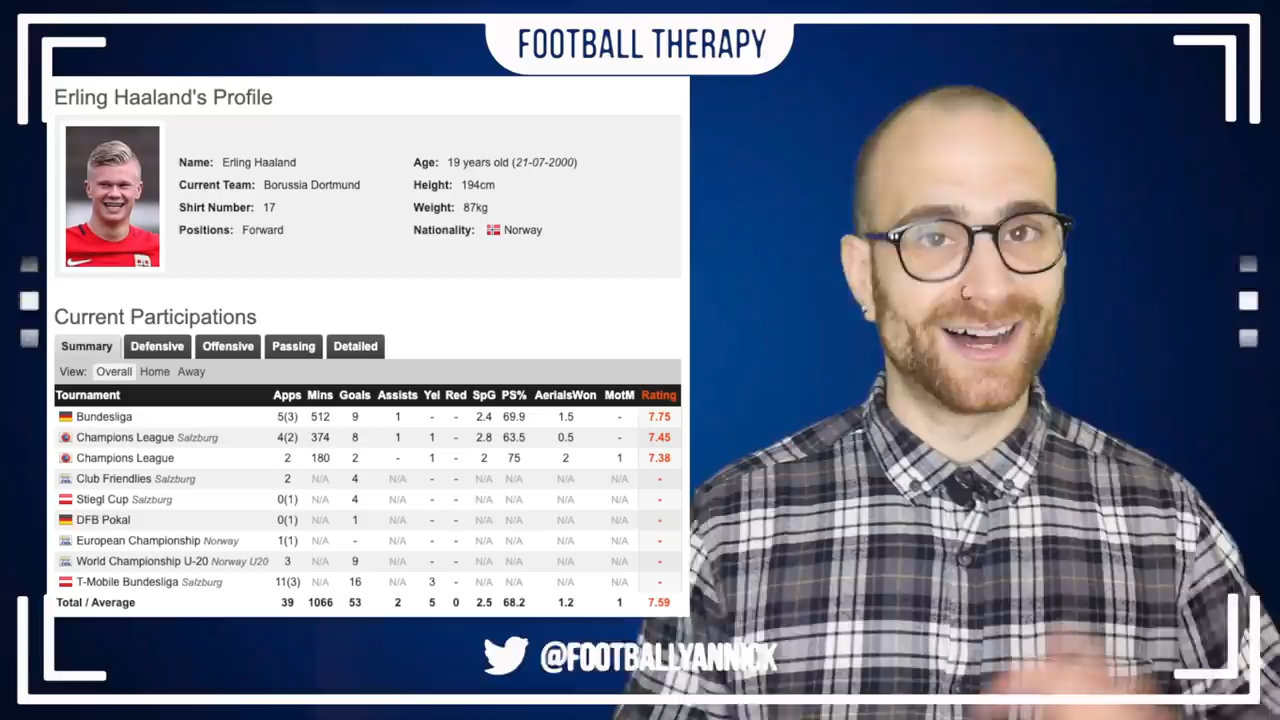 FOOTBALL THERAPY
Erling Haaland's Profile
Name: Erling Haaland
Age: 19 years old (21-07-2000)
Current Team: Borussia Dortmund
Height: 194cm
Shirt Number: 17
Weight: 87kg
Positions: Forward
Nationality: Norway
Current Participations
Summary Defensive Offensive Passing Detailed
View: Overall Home Away
Tournament Apps Mins Goals Assists Yel Red SpG PS% AerialsWon MotM Rating
Bundesliga 5(3) 512 9 1 - - 2.4 69.9 1.5 - 7.75
Champions League Salzburg 4(2) 374 8 1 1 - 2.8 63.5 0.5 - 7.45
Champions League 2 180 2 - 1 - 2 75 2 1 7.38
Club Friendlies Salzburg 2 N/A 4 N/A - - N/A N/A N/A N/A -
Stiegl Cup Salzburg 0(1) N/A 4 N/A - - N/A N/A N/A N/A -
DFB Pokal 0(1) N/A 1 N/A - - N/A N/A N/A N/A -
European Championship Norway 1(1) N/A - N/A - - N/A N/A N/A N/A -
World Championship U-20 Norway U20 3 N/A 9 N/A - - N/A N/A N/A N/A -
T-Mobile Bundesliga Salzburg 11(3) N/A 16 N/A 3 - N/A N/A N/A N/A -
Total / Average 39 1066 53 2 5 0 2.5 68.2 1.2 1 7.59
@FOOTBALLYANNICK